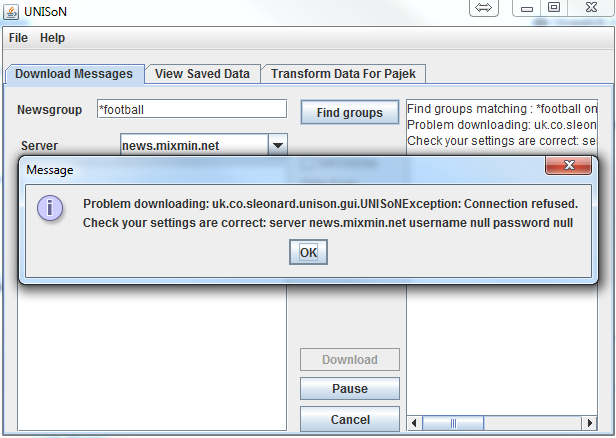 UNISoN
File Help
Download Messages View Saved Data Transform Data For Pajek
Newsgroup *football Find groups
Find groups matching : *football on
Server news.mixmin.net
Problem downloading: uk.co.sleon
Check your settings are correct: se
Message
Problem downloading: uk.co.sleonard.unison.gui.UNISoNException: Connection refused.
Check your settings are correct: server news.mixmin.net username null password null
OK
Download
Pause
Cancel